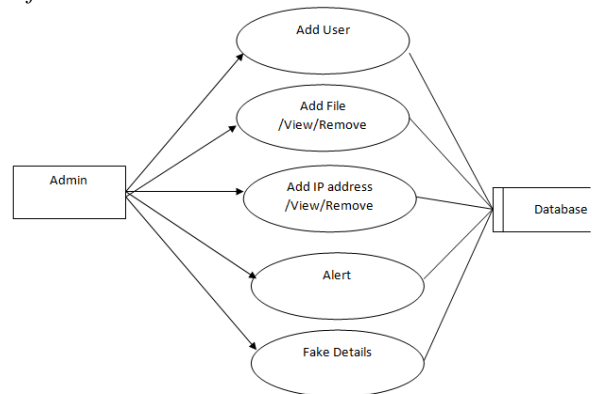 Add User
Add File
/View/Remove
Admin
Add IP address
/View/Remove
Database
Alert
Fake Details